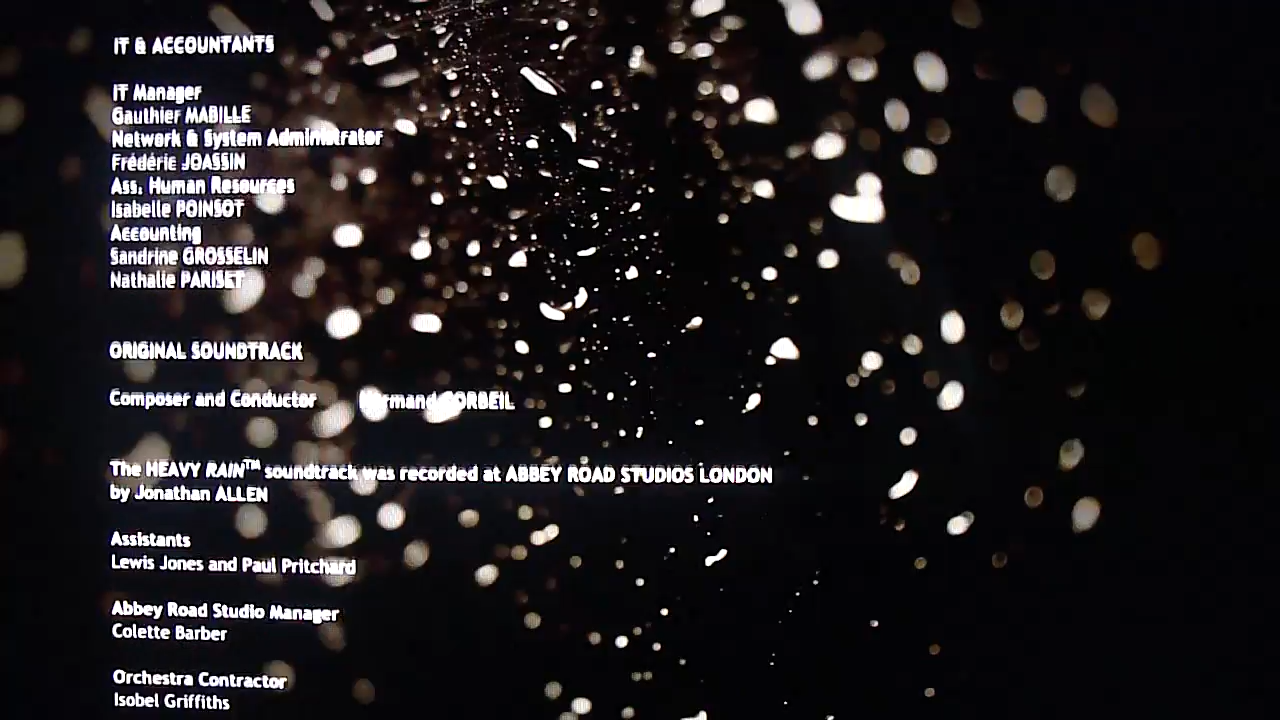 IT & ACCOUNTANTS
IT Manager
Gauthier MABILLE
Network & System Administrator
Frédéric JOASSIN
Ass. Human Resources
Isabelle POINSOT
Accounting
Sandrine GROSSELIN
Nathalie PARISET
ORIGINAL SOUNDTRACK
Composer and Conductor Normand CORBEIL
The HEAVY RAIN™ soundtrack was recorded at ABBEY ROAD STUDIOS LONDON
by Jonathan ALLEN
Assistants
Lewis Jones and Paul Pritchard
Abbey Road Studio Manager
Colette Barber
Orchestra Contractor
Isobel Griffiths